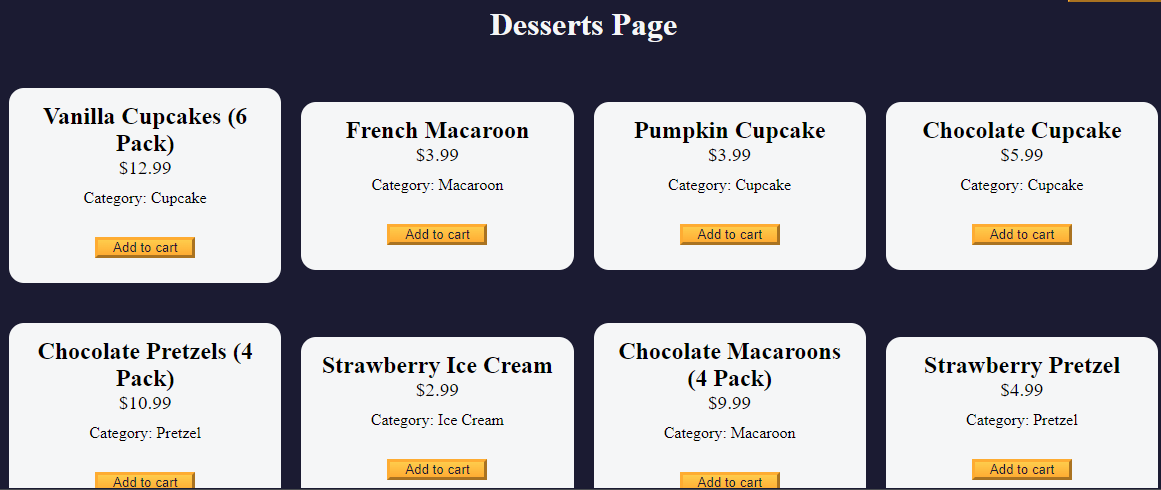 Desserts Page
Vanilla Cupcakes (6
Pack)
$12.99
Category: Cupcake
Add to cart
French Macaroon
$3.99
Category: Macaroon
Add to cart
Pumpkin Cupcake
$3.99
Category: Cupcake
Add to cart
Chocolate Cupcake
$5.99
Category: Cupcake
Add to cart
Chocolate Pretzels (4
Pack)
$10.99
Category: Pretzel
Add to cart
Strawberry Ice Cream
$2.99
Category: Ice Cream
Add to cart
Chocolate Macaroons
(4 Pack)
$9.99
Category: Macaroon
Add to cart
Strawberry Pretzel
$4.99
Category: Pretzel
Add to cart